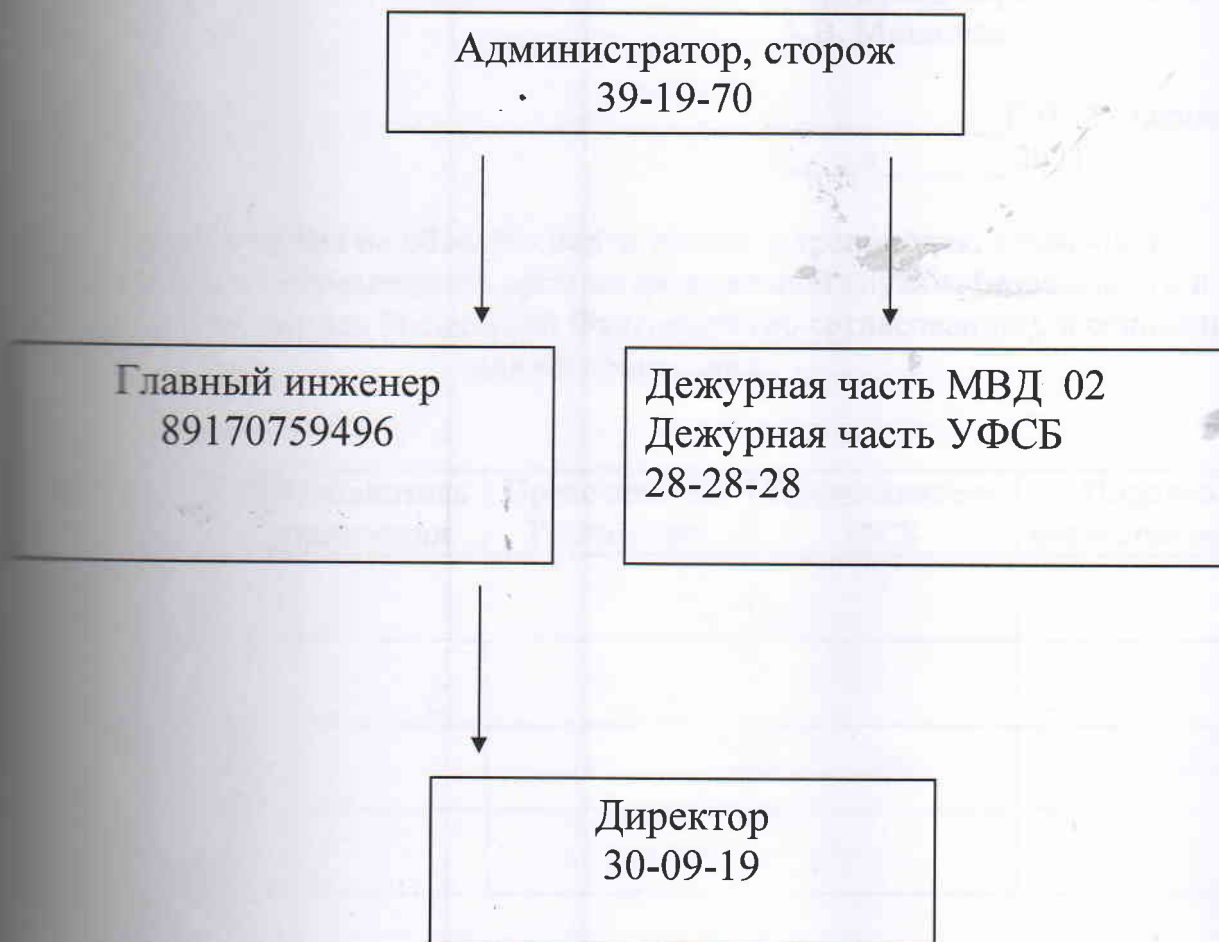 Администратор, сторож
39-19-70
Главный инженер
89170759496
Дежурная часть МВД 02
Дежурная часть УФСБ
28-28-28
Директор
30-09-19